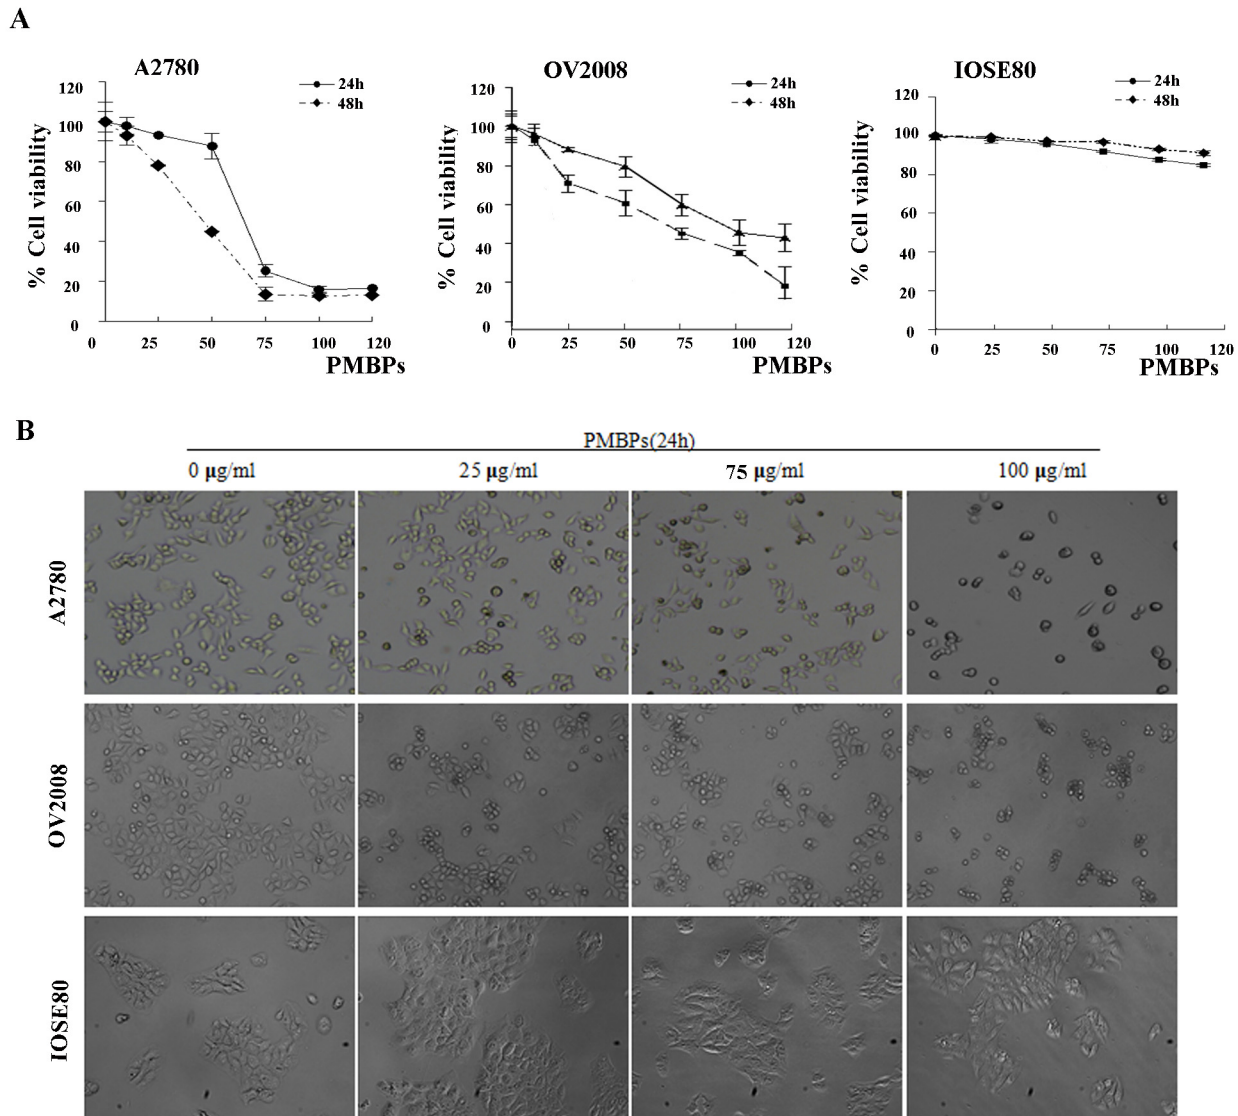 A
A2780
24h
48h
% Cell viability
120
100
80
60
40
20
0
0 25 50 75 100 120
PMBPs
OV2008
24h
48h
% Cell viability
120
100
80
60
40
20
0
0 25 50 75 100 120
PMBPs
IOSE80
24h
48h
% Cell viability
120
100
80
60
40
20
0
0 25 50 75 100 120
PMBPs
B
PMBPs(24h)
0 μg/ml 25 μg/ml 75 μg/ml 100 μg/ml
A2780
OV2008
IOSE80